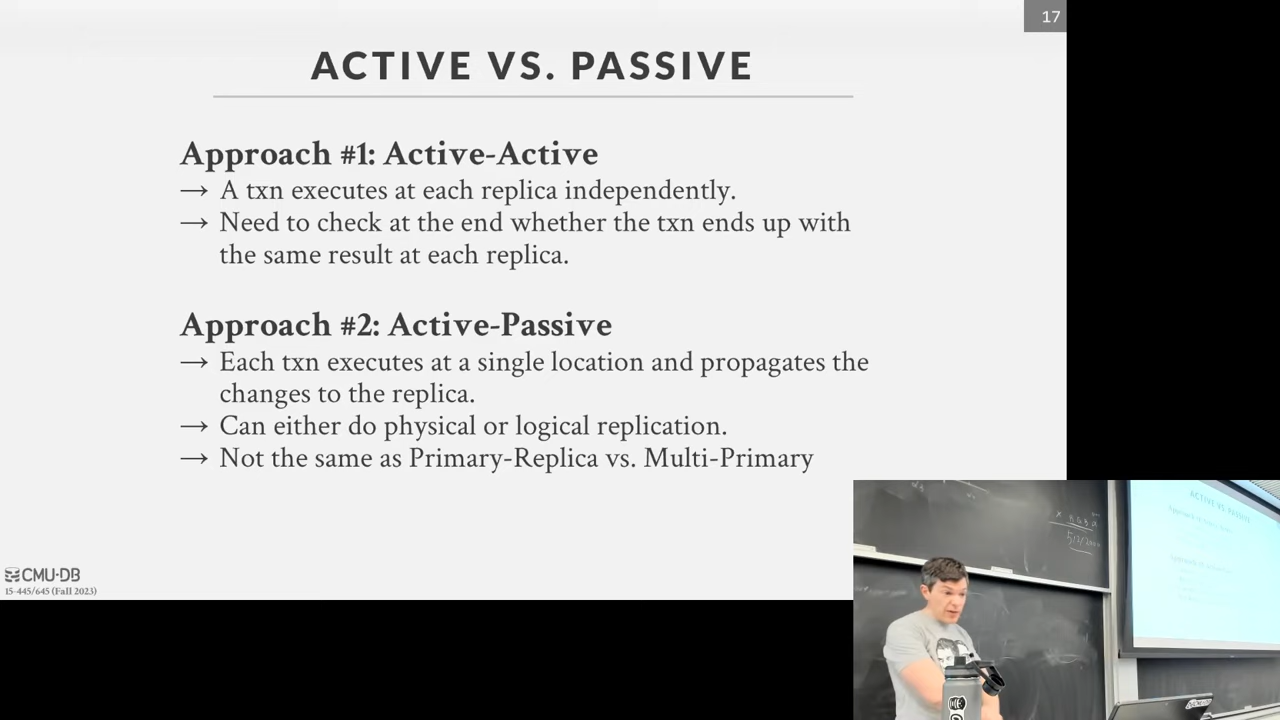 17
ACTIVE VS. PASSIVE
Approach #1: Active-Active
→ A txn executes at each replica independently.
→ Need to check at the end whether the txn ends up with
the same result at each replica.
Approach #2: Active-Passive
→ Each txn executes at a single location and propagates the
changes to the replica.
→ Can either do physical or logical replication.
→ Not the same as Primary-Replica vs. Multi-Primary
CMU·DB
15-445/645 (Fall 2023)
ACTIVE VS. PASSIVE